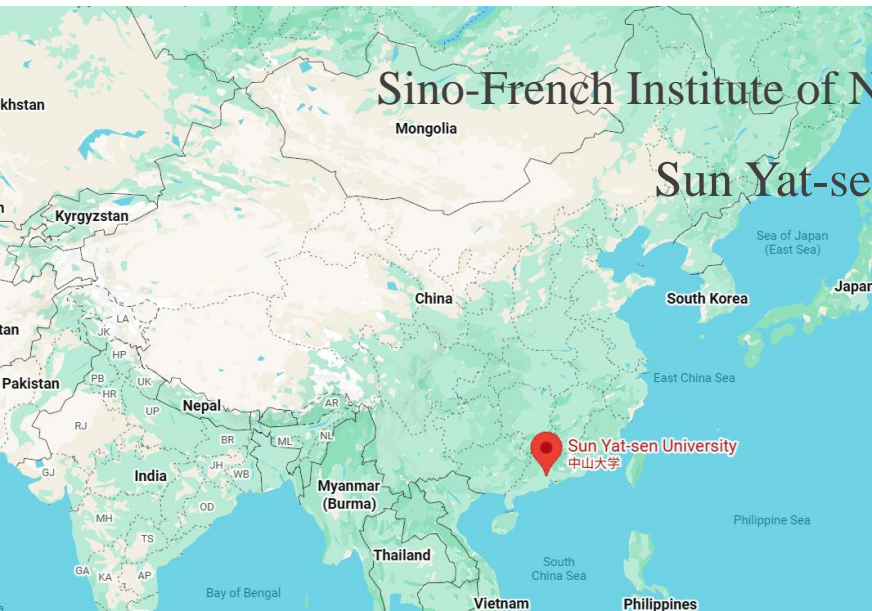 Sino-French Institute of N
khstan
Mongolia
Sun Yat-se
Kyrgyzstan
Sea of Japan
(East Sea)
Japan
China
South Korea
LA
JK
tan
HP
Pakistan
PB
UK
HR
East China Sea
Nepal
AR
UP
RJ
NL
BR
ML
Sun Yat-sen University
中山大学
JH
WB
GJ
India
Myanmar
(Burma)
OD
MH
Philippine Sea
TS
Thailand
South
China Sea
GA
KA
AP
Bay of Bengal
Vietnam
Philippines